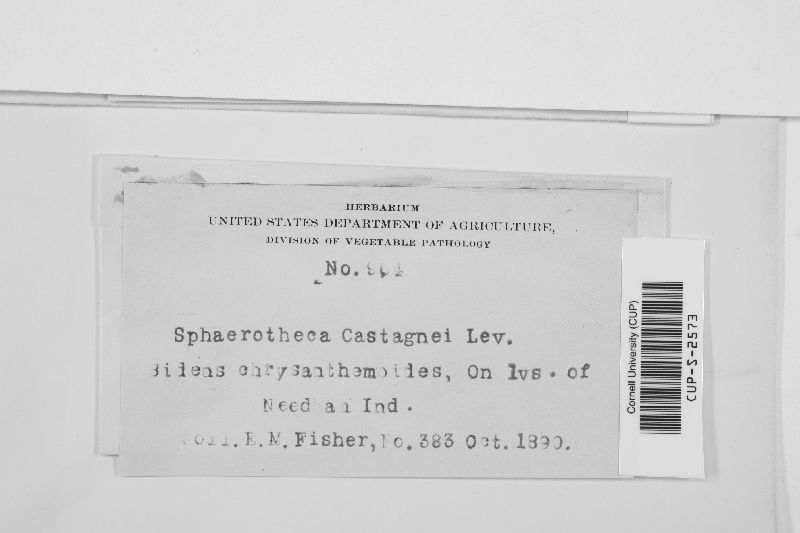 HERBARIUM
UNITED STATES DEPARTMENT OF AGRICULTURE,
DIVISION OF VEGETABLE PATHOLOGY
No.
Sphaerotheca Castagnei Lev.
Bidens chrysanthemoides, On lvs. of
Ind.
Coll. E.M. Fisher, No. 383 Oct. 1890.
Cornell University (CUP)
CUP-S-2573